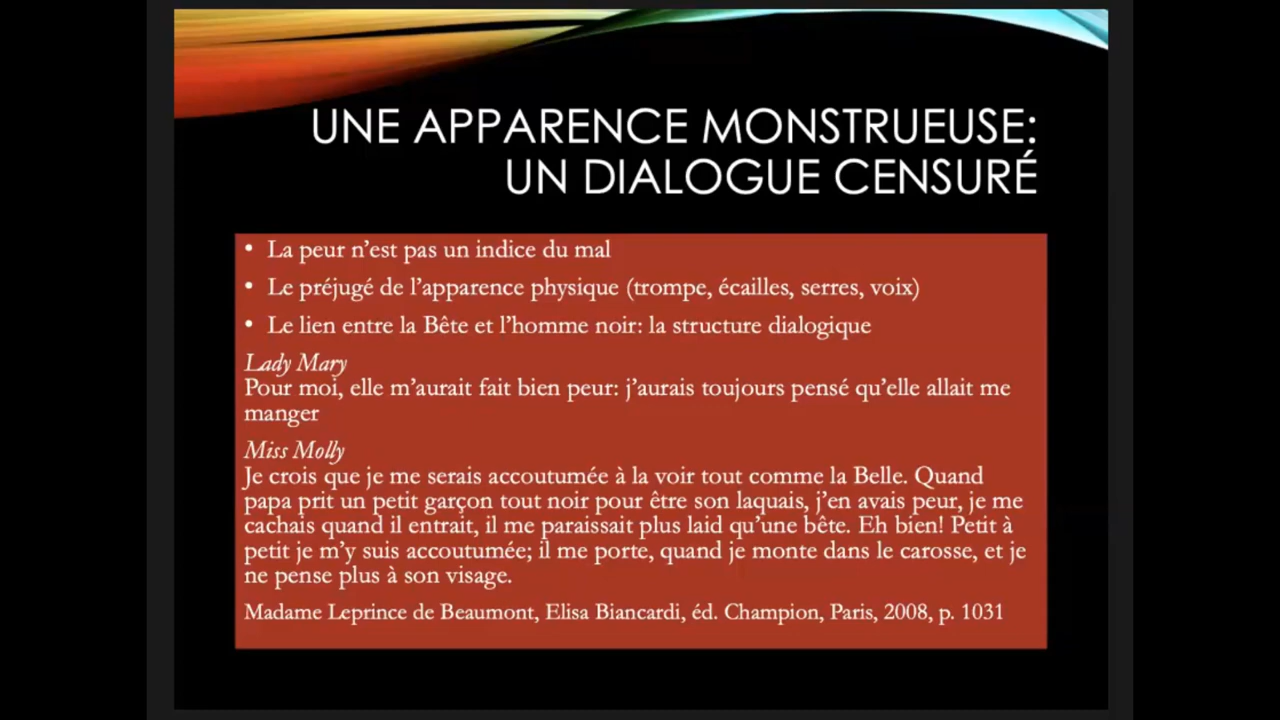 UNE APPARENCE MONSTRUEUSE:
UN DIALOGUE CENSURÉ
• La peur n'est pas un indice du mal
• Le préjugé de l'apparence physique (trompe, écailles, serres, voix)
• Le lien entre la Bête et l'homme noir: la structure dialogique
Lady Mary
Pour moi, elle m'aurait fait bien peur: j'aurais toujours pensé qu'elle allait me
manger
Miss Molly
Je crois que je me serais accoutumée à la voir tout comme la Belle. Quand
papa prit un petit garçon tout noir pour être son laquais, j'en avais peur, je me
cachais quand il entrait, il me paraissait plus laid qu'une bête. Eh bien! Petit à
petit je m'y suis accoutumée; il me porte, quand je monte dans le carosse, et je
ne pense plus à son visage.
Madame Leprince de Beaumont, Elisa Biancardi, éd. Champion, Paris, 2008, p. 1031